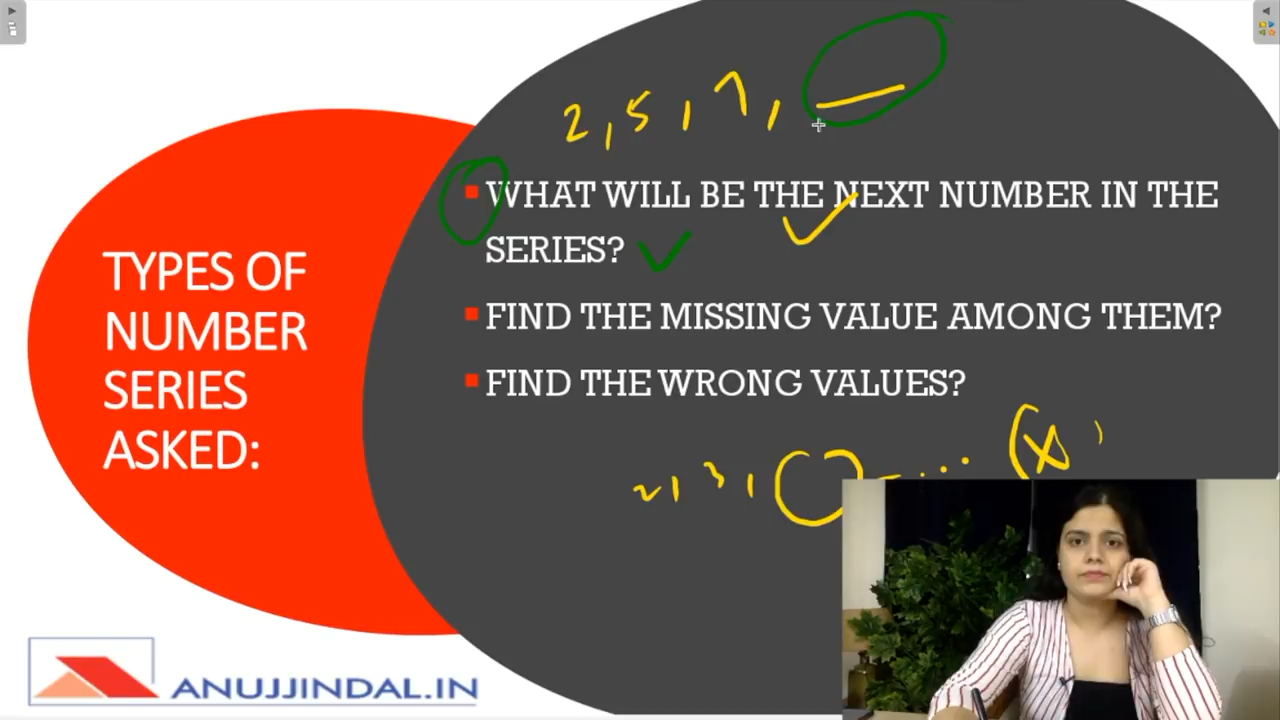 2, 5, 7, __
WHAT WILL BE THE NEXT NUMBER IN THE
SERIES?
FIND THE MISSING VALUE AMONG THEM?
FIND THE WRONG VALUES?
TYPES OF
NUMBER
SERIES
ASKED:
2, 3, ( ) - ... (x)
ANUJJINDAL.IN